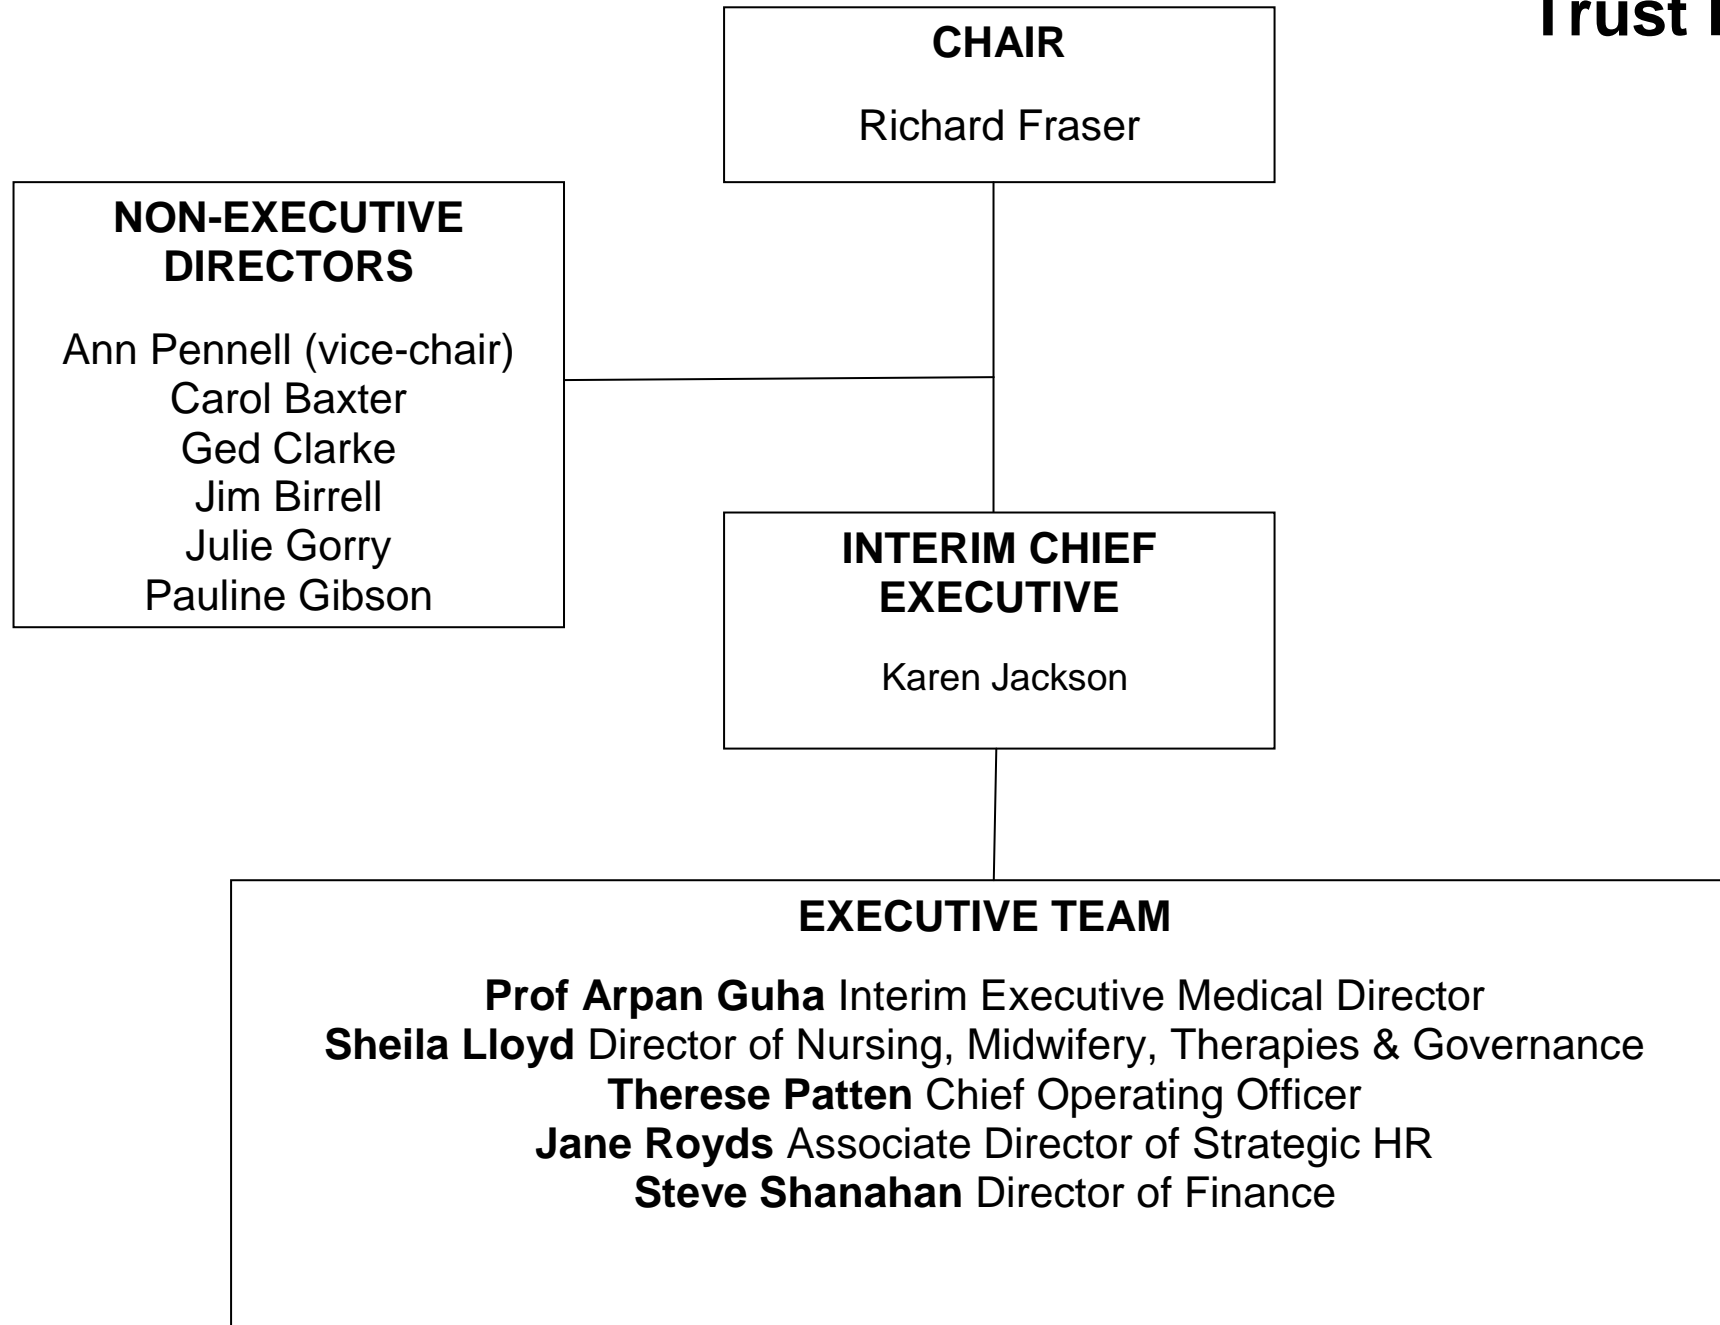 Trust
CHAIR
Richard Fraser
NON-EXECUTIVE
DIRECTORS
Ann Pennell (vice-chair)
Carol Baxter
Ged Clarke
Jim Birrell
Julie Gorry
Pauline Gibson
INTERIM CHIEF
EXECUTIVE
Karen Jackson
EXECUTIVE TEAM
Prof Arpan Guha Interim Executive Medical Director
Sheila Lloyd Director of Nursing, Midwifery, Therapies & Governance
Therese Patten Chief Operating Officer
Jane Royds Associate Director of Strategic HR
Steve Shanahan Director of Finance